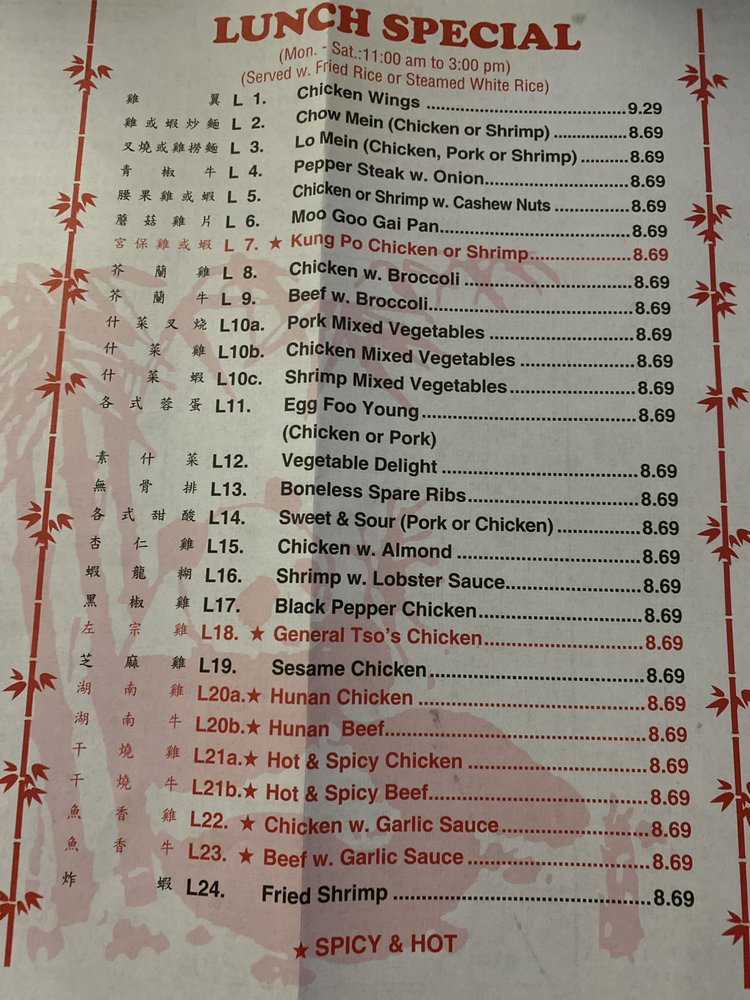 LUNCH SPECIAL
(Mon. - Sat.:11:00 am to 3:00 pm)
(Served w. Fried Rice or Steamed White Rice)
雞 翼 L 1. Chicken Wings 9.29
雞或蝦炒麵 L 2. Chow Mein (Chicken or Shrimp) 8.69
叉燒或雞撈麵 L 3. Lo Mein (Chicken, Pork or Shrimp) 8.69
青椒牛 L 4. Pepper Steak w. Onion 8.69
腰果雞或蝦 L 5. Chicken or Shrimp w. Cashew Nuts 8.69
蘑菇雞片 L 6. Moo Goo Gai Pan 8.69
宮保雞或蝦 L 7. ★ Kung Po Chicken or Shrimp 8.69
芥蘭雞 L 8. Chicken w. Broccoli 8.69
芥蘭牛 L 9. Beef w. Broccoli 8.69
什菜叉烧 L10a. Pork Mixed Vegetables 8.69
什菜雞 L10b. Chicken Mixed Vegetables 8.69
什菜蝦 L10c. Shrimp Mixed Vegetables 8.69
各式蓉蛋 L11. Egg Foo Young 8.69
(Chicken or Pork)
素什菜 L12. Vegetable Delight 8.69
無骨排 L13. Boneless Spare Ribs 8.69
各式甜酸 L14. Sweet & Sour (Pork or Chicken) 8.69
杏仁雞 L15. Chicken w. Almond 8.69
蝦龍糊 L16. Shrimp w. Lobster Sauce 8.69
黑椒雞 L17. Black Pepper Chicken 8.69
左宗雞 L18. ★ General Tso's Chicken 8.69
芝麻雞 L19. Sesame Chicken 8.69
湖南雞 L20a.★ Hunan Chicken 8.69
湖南牛 L20b.★ Hunan Beef 8.69
干燒雞 L21a.★ Hot & Spicy Chicken 8.69
干燒牛 L21b.★ Hot & Spicy Beef 8.69
魚香雞 L22. ★ Chicken w. Garlic Sauce 8.69
魚香牛 L23. ★ Beef w. Garlic Sauce 8.69
炸蝦 L24. Fried Shrimp 8.69
★ SPICY & HOT